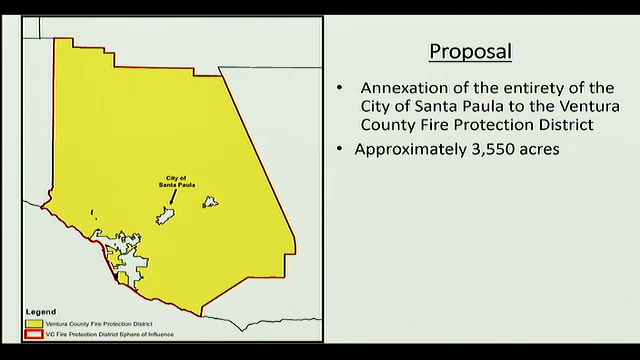 Proposal
• Annexation of the entirety of the
City of Santa Paula to the Ventura
County Fire Protection District
• Approximately 3,550 acres
City of
Santa Paula
Legend
Ventura County Fire Protection District
VC Fire Protection District Sphere of Influence